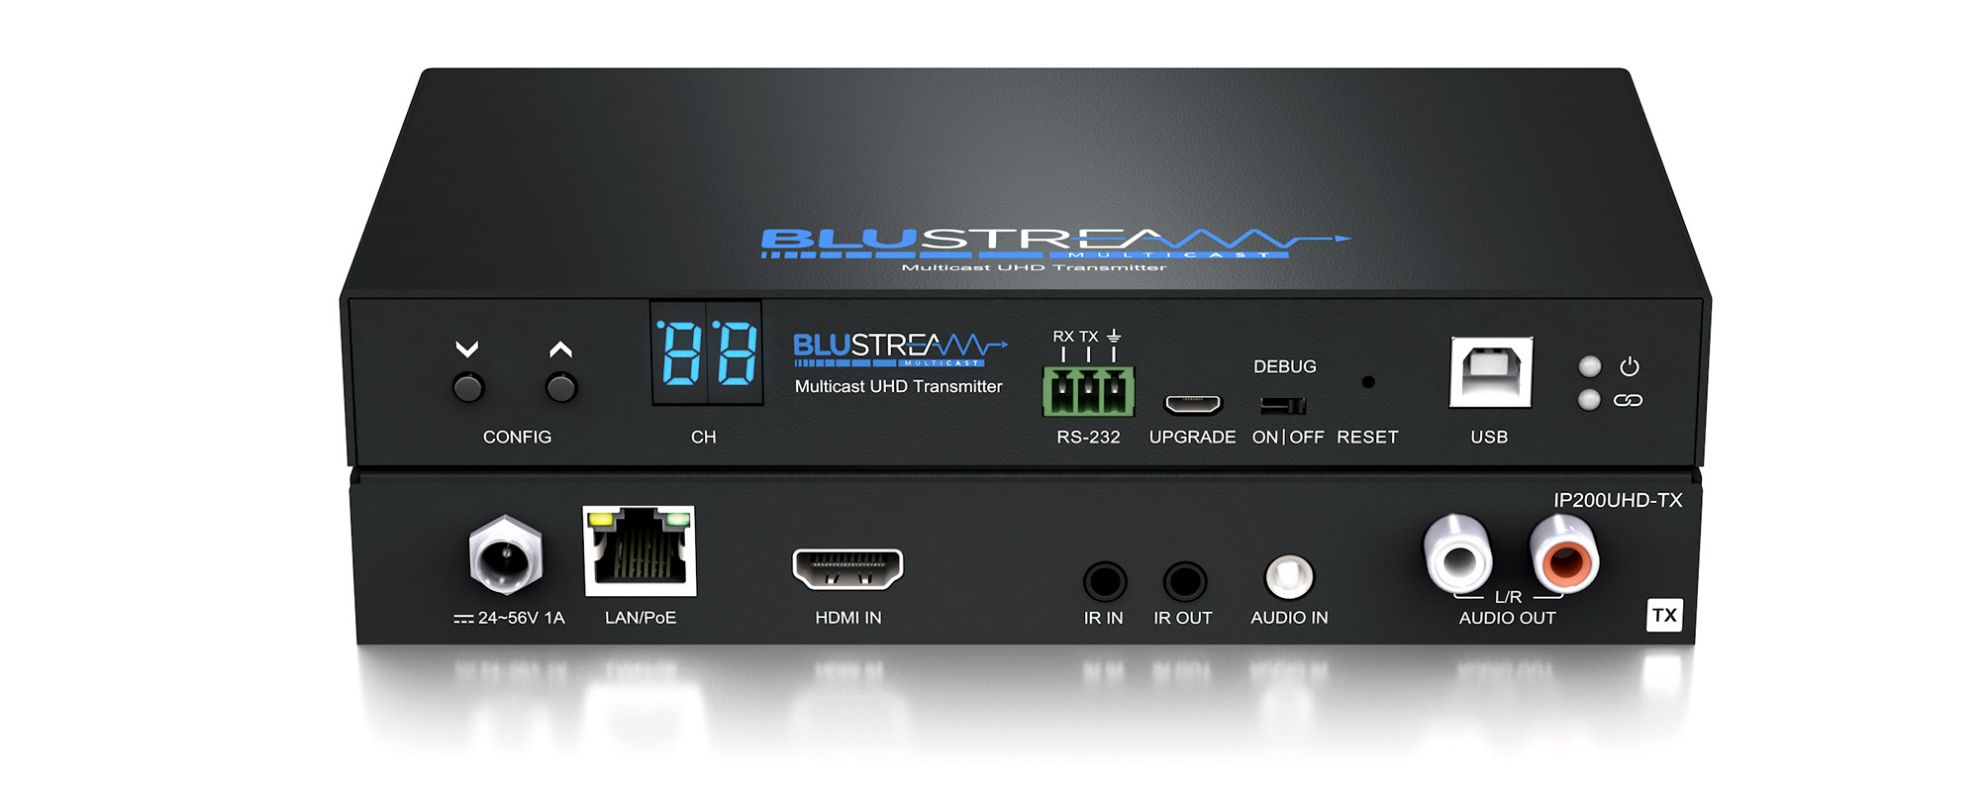 BLUSTREAM
MULTICAST
Multicast UHD Transmitter
88
BLUSTREAM
MULTICAST
Multicast UHD Transmitter
RX TX
DEBUG
CONFIG
CH
RS-232
UPGRADE
ON|OFF
RESET
USB
IP200UHD-TX
24~56V 1A
LAN/PoE
HDMI IN
IR IN
IR OUT
AUDIO IN
L/R
AUDIO OUT
TX